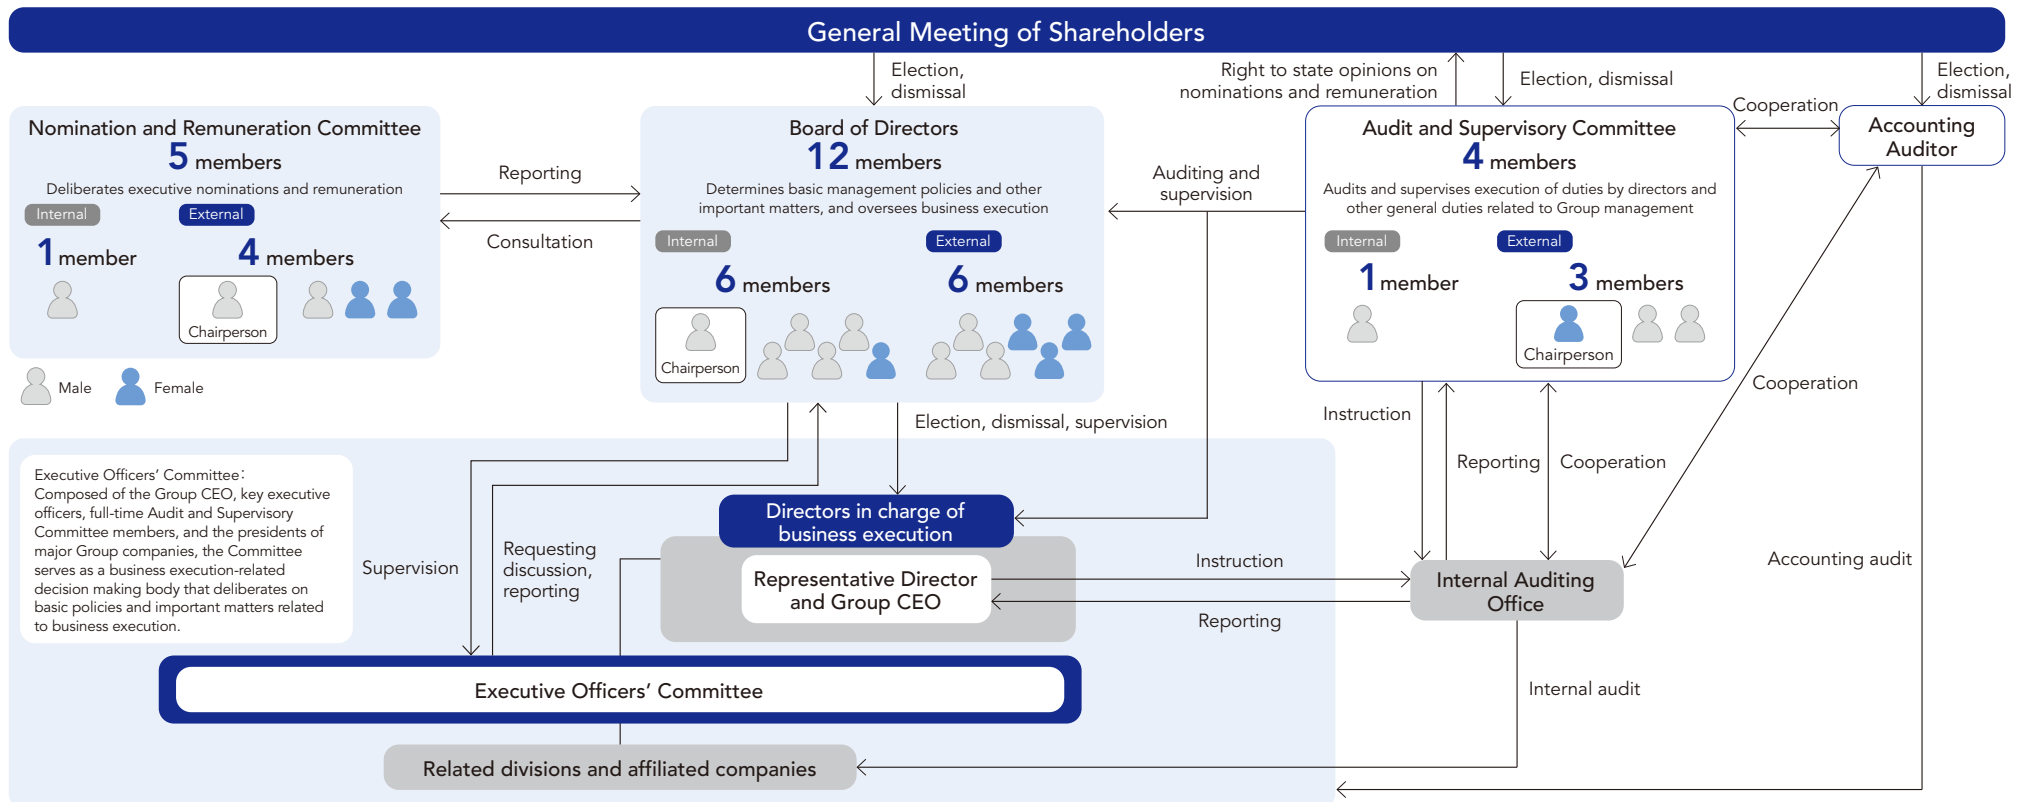 General Meeting of Shareholders
Election,
dismissal
Right to state opinions on
nominations and remuneration
Election, dismissal
Election,
dismissal
Nomination and Remuneration Committee
5 members
Deliberates executive nominations and remuneration
Internal
External
1 member
4 members
Chairperson
Male
Female
Reporting
Consultation
Board of Directors
12 members
Determines basic management policies and other
important matters, and oversees business execution
Internal
External
6 members
6 members
Chairperson
Auditing and
supervision
Audit and Supervisory Committee
4 members
Audits and supervises execution of duties by directors and
other general duties related to Group management
Internal
External
1 member
3 members
Chairperson
Cooperation
Accounting
Auditor
Cooperation
Instruction
Reporting
Cooperation
Election, dismissal, supervision
Executive Officers’ Committee:
Composed of the Group CEO, key executive
officers, full-time Audit and Supervisory
Committee members, and the presidents of
major Group companies, the Committee
serves as a business execution-related
decision making body that deliberates on
basic policies and important matters related
to business execution.
Supervision
Requesting
discussion,
reporting
Directors in charge of
business execution
Representative Director
and Group CEO
Instruction
Reporting
Internal Auditing
Office
Accounting audit
Executive Officers’ Committee
Internal audit
Related divisions and affiliated companies